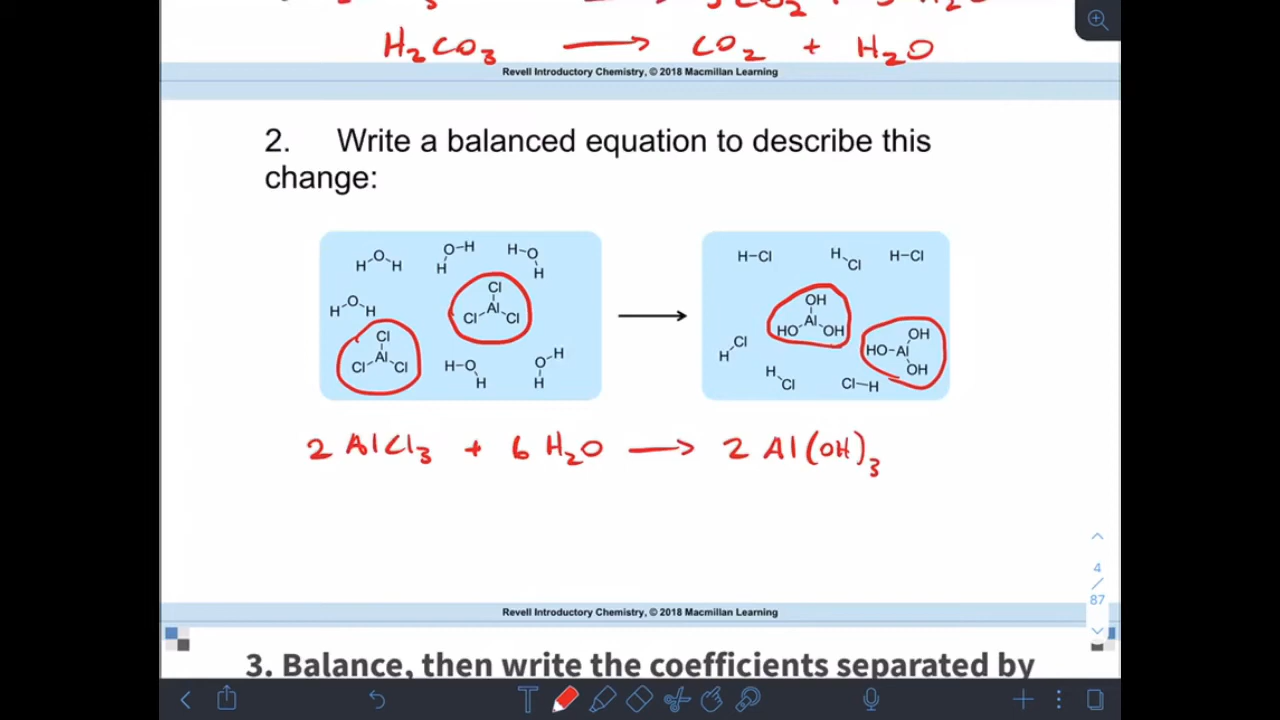 H₂CO₃ → CO₂ + H₂O
Revell Introductory Chemistry, © 2018 Macmillan Learning
2. Write a balanced equation to describe this
change:
H O H
O-H
H
H-O
H
H O H
Cl
Al
Cl Cl
Cl
Al
Cl Cl
H-O
H
O-H
H
→
H-Cl
H
Cl
H-Cl
OH
Al
HO OH
OH
HO-Al
OH
Cl
H
H
Cl
Cl-H
2 AlCl₃ + 6 H₂O → 2 Al(OH)₃
4
/
87
Revell Introductory Chemistry, © 2018 Macmillan Learning
3. Balance, then write the coefficients separated by
T